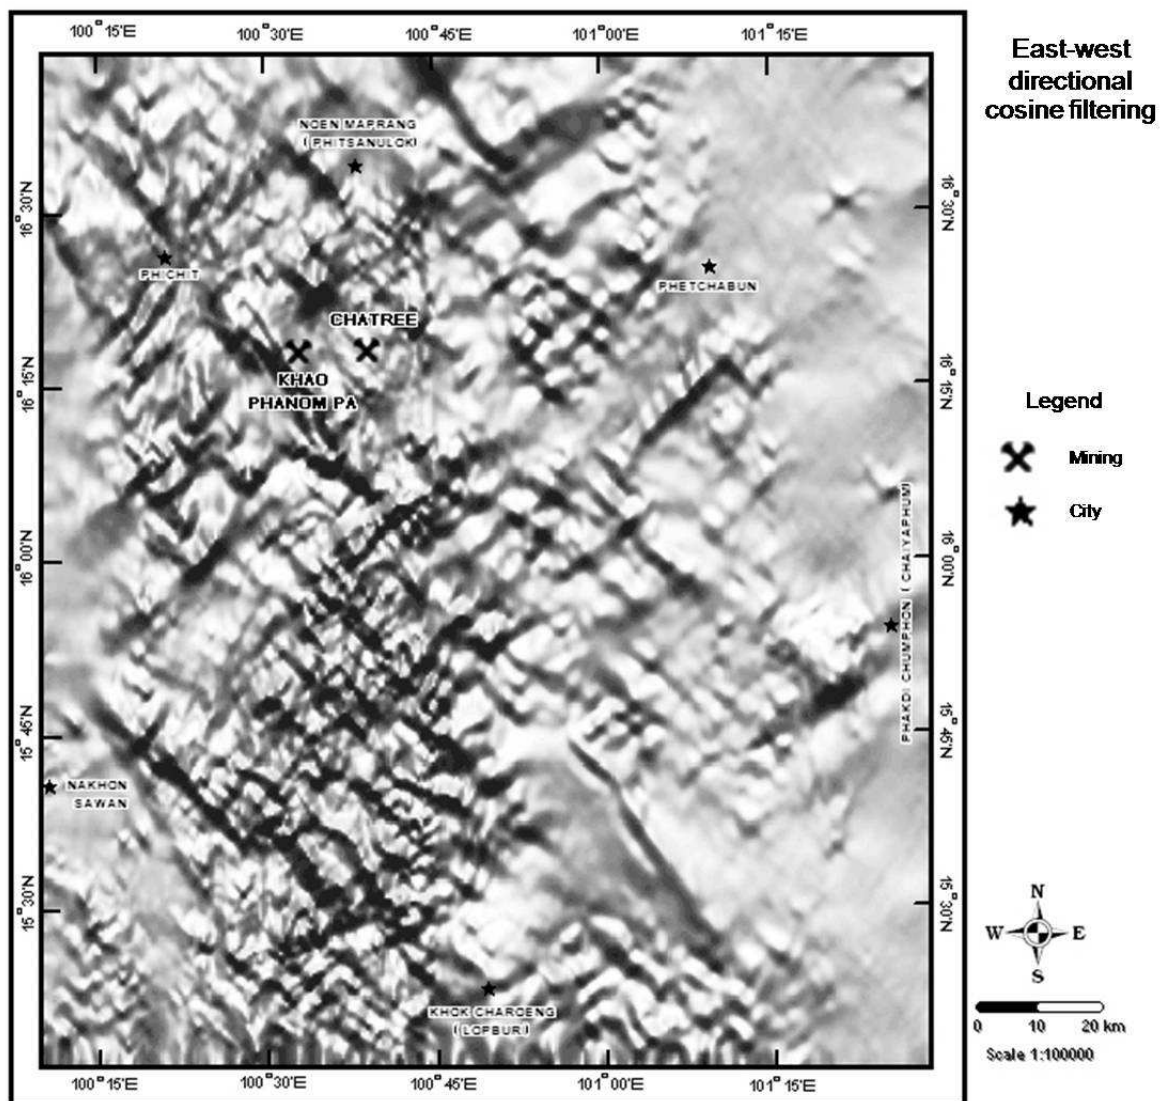 100°15'E 100°30'E 100°45'E 101°00'E 101°15'E
East-west
directional
cosine filtering
NOEN MAPRANG
(PHITSANULOK)
16°30'N
16°30'N
PHICHIT
PHETCHABUN
CHATREE
KHAO
PHANOM PA
16°15'N
16°15'N
Legend
Mining
City
PHAKDI CHUMPHON (CHAIYAPHUM)
16°00'N
16°00'N
15°45'N
15°45'N
NAKHON
SAWAN
15°30'N
15°30'N
N
W E
S
KHOK CHAROENG
(LOPBURI)
0 10 20 km
Scale 1:100000
100°15'E 100°30'E 100°45'E 101°00'E 101°15'E